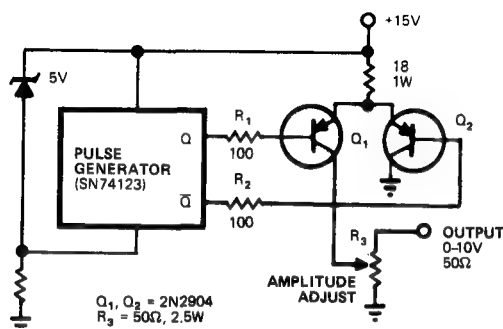 +15V
5V
18
1W
PULSE
GENERATOR
(SN74123)
Q
Q̅
R1
100
R2
100
Q1
Q2
R3
OUTPUT
0–10V
50Ω
AMPLITUDE
ADJUST
Q1, Q2 = 2N2904
R3 = 50Ω, 2.5W